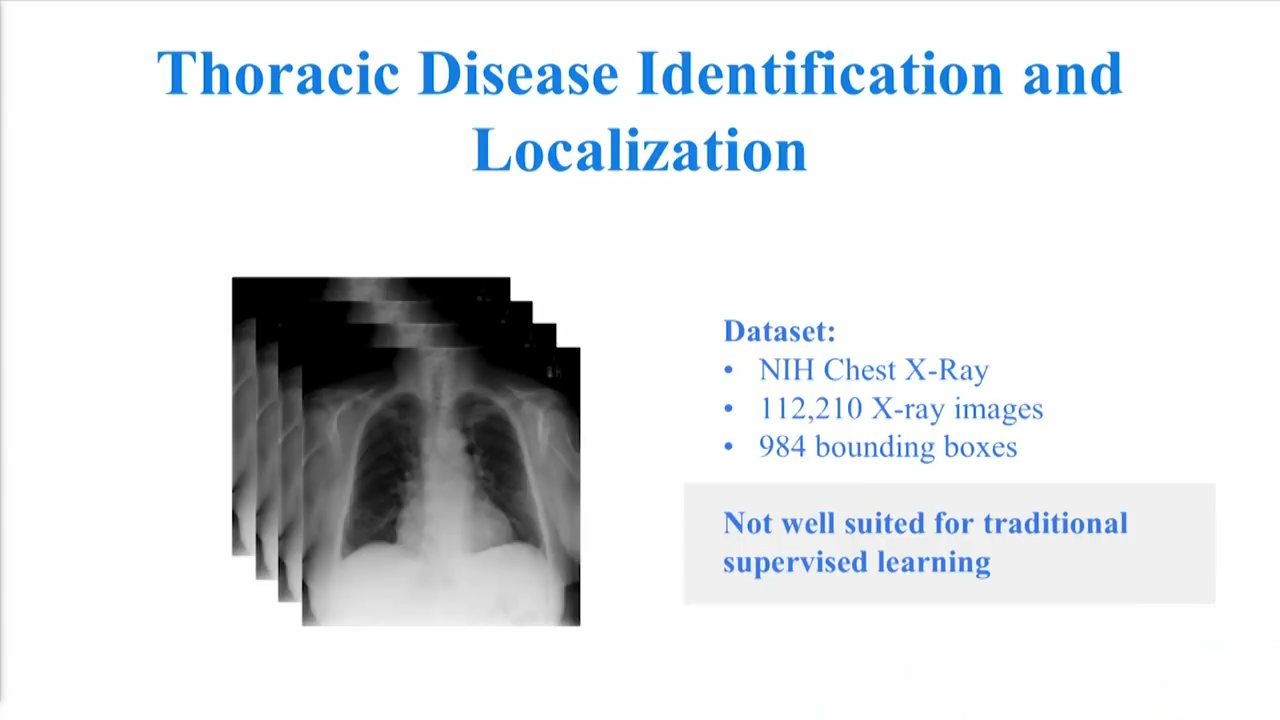 Thoracic Disease Identification and
Localization
Dataset:
• NIH Chest X-Ray
• 112,210 X-ray images
• 984 bounding boxes
Not well suited for traditional
supervised learning